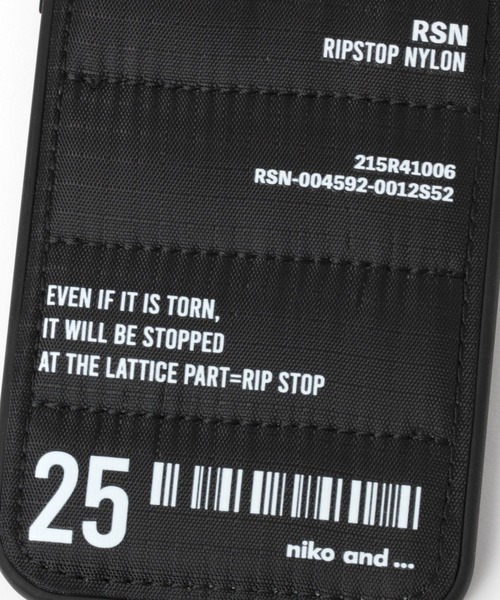 RSN
RIPSTOP NYLON
215R41006
RSN-004592-0012S52
EVEN IF IT IS TORN,
IT WILL BE STOPPED
AT THE LATTICE PART=RIP STOP
25
niko and ...